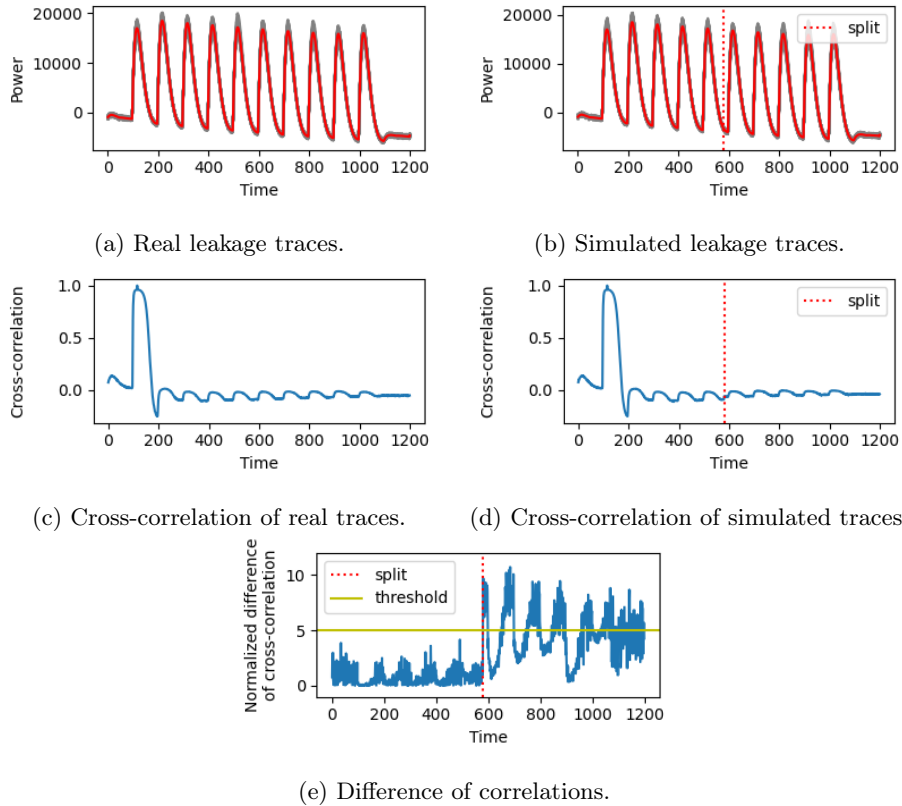 20000
10000
0
Power
0 200 400 600 800 1000 1200
Time
(a) Real leakage traces.
20000
10000
0
Power
split
0 200 400 600 800 1000 1200
Time
(b) Simulated leakage traces.
1.0
0.5
0.0
Cross-correlation
0 200 400 600 800 1000 1200
Time
(c) Cross-correlation of real traces.
1.0
0.5
0.0
Cross-correlation
split
0 200 400 600 800 1000 1200
Time
(d) Cross-correlation of simulated traces
Normalized difference
of cross-correlation
10
5
0
split
threshold
0 200 400 600 800 1000 1200
Time
(e) Difference of correlations.